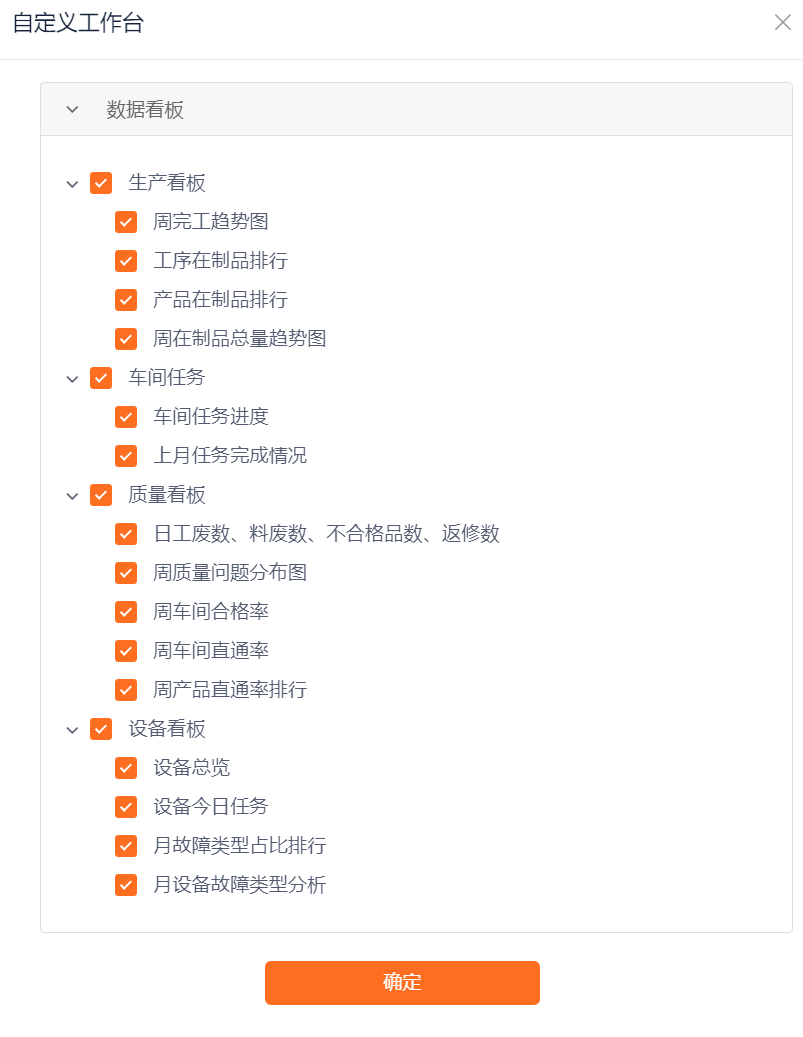 自定义工作台
数据看板
生产看板
周完工趋势图
工序在制品排行
产品在制品排行
周在制品总量趋势图
车间任务
车间任务进度
上月任务完成情况
质量看板
日工废数、料废数、不合格品数、返修数
周质量问题分布图
周车间合格率
周车间直通率
周产品直通率排行
设备看板
设备总览
设备今日任务
月故障类型占比排行
月设备故障类型分析
确定